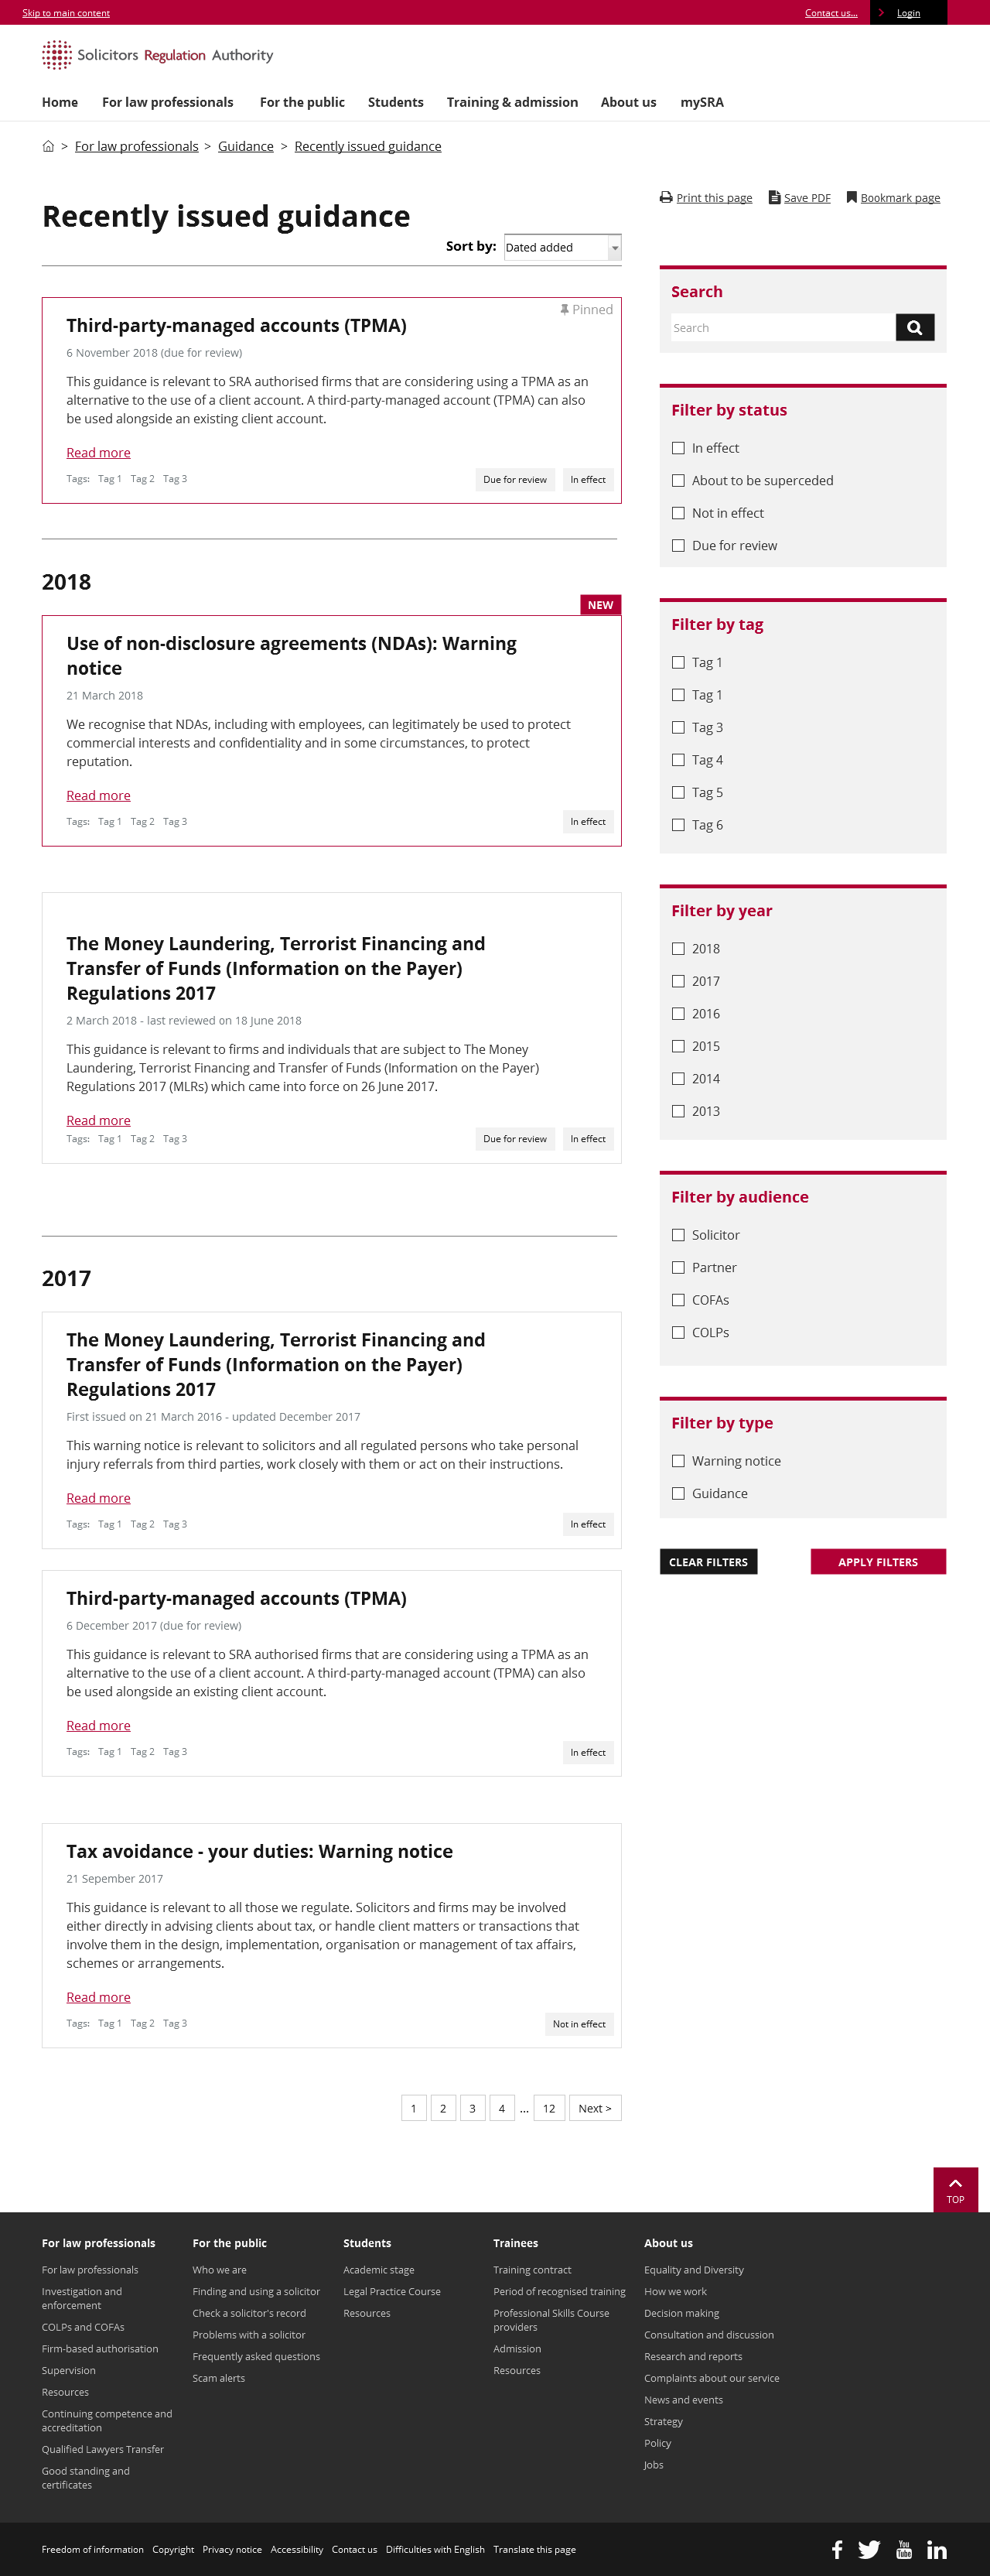 Skip to main content
Contact us...
Login
Solicitors Regulation Authority
Home For law professionals For the public Students Training & admission About us mySRA
> For law professionals > Guidance > Recently issued guidance
Print this page Save PDF Bookmark page
Recently issued guidance
Sort by: Dated added
Pinned
Third-party-managed accounts (TPMA)
6 November 2018 (due for review)
This guidance is relevant to SRA authorised firms that are considering using a TPMA as an
alternative to the use of a client account. A third-party-managed account (TPMA) can also
be used alongside an existing client account.
Read more
Tags: Tag 1 Tag 2 Tag 3
Due for review In effect
2018
NEW
Use of non-disclosure agreements (NDAs): Warning
notice
21 March 2018
We recognise that NDAs, including with employees, can legitimately be used to protect
commercial interests and confidentiality and in some circumstances, to protect
reputation.
Read more
Tags: Tag 1 Tag 2 Tag 3
In effect
The Money Laundering, Terrorist Financing and
Transfer of Funds (Information on the Payer)
Regulations 2017
2 March 2018 - last reviewed on 18 June 2018
This guidance is relevant to firms and individuals that are subject to The Money
Laundering, Terrorist Financing and Transfer of Funds (Information on the Payer)
Regulations 2017 (MLRs) which came into force on 26 June 2017.
Read more
Tags: Tag 1 Tag 2 Tag 3
Due for review In effect
2017
The Money Laundering, Terrorist Financing and
Transfer of Funds (Information on the Payer)
Regulations 2017
First issued on 21 March 2016 - updated December 2017
This warning notice is relevant to solicitors and all regulated persons who take personal
injury referrals from third parties, work closely with them or act on their instructions.
Read more
Tags: Tag 1 Tag 2 Tag 3
In effect
Third-party-managed accounts (TPMA)
6 December 2017 (due for review)
This guidance is relevant to SRA authorised firms that are considering using a TPMA as an
alternative to the use of a client account. A third-party-managed account (TPMA) can also
be used alongside an existing client account.
Read more
Tags: Tag 1 Tag 2 Tag 3
In effect
Tax avoidance - your duties: Warning notice
21 Sepember 2017
This guidance is relevant to all those we regulate. Solicitors and firms may be involved
either directly in advising clients about tax, or handle client matters or transactions that
involve them in the design, implementation, organisation or management of tax affairs,
schemes or arrangements.
Read more
Tags: Tag 1 Tag 2 Tag 3
Not in effect
1 2 3 4 ... 12 Next >
Search
Search
Filter by status
In effect
About to be superceded
Not in effect
Due for review
Filter by tag
Tag 1
Tag 1
Tag 3
Tag 4
Tag 5
Tag 6
Filter by year
2018
2017
2016
2015
2014
2013
Filter by audience
Solicitor
Partner
COFAs
COLPs
Filter by type
Warning notice
Guidance
CLEAR FILTERS APPLY FILTERS
TOP
For law professionals
For law professionals
Investigation and
enforcement
COLPs and COFAs
Firm-based authorisation
Supervision
Resources
Continuing competence and
accreditation
Qualified Lawyers Transfer
Good standing and
certificates
For the public
Who we are
Finding and using a solicitor
Check a solicitor's record
Problems with a solicitor
Frequently asked questions
Scam alerts
Students
Academic stage
Legal Practice Course
Resources
Trainees
Training contract
Period of recognised training
Professional Skills Course
providers
Admission
Resources
About us
Equality and Diversity
How we work
Decision making
Consultation and discussion
Research and reports
Complaints about our service
News and events
Strategy
Policy
Jobs
Freedom of information Copyright Privacy notice Accessibility Contact us Difficulties with English Translate this page
You Tube